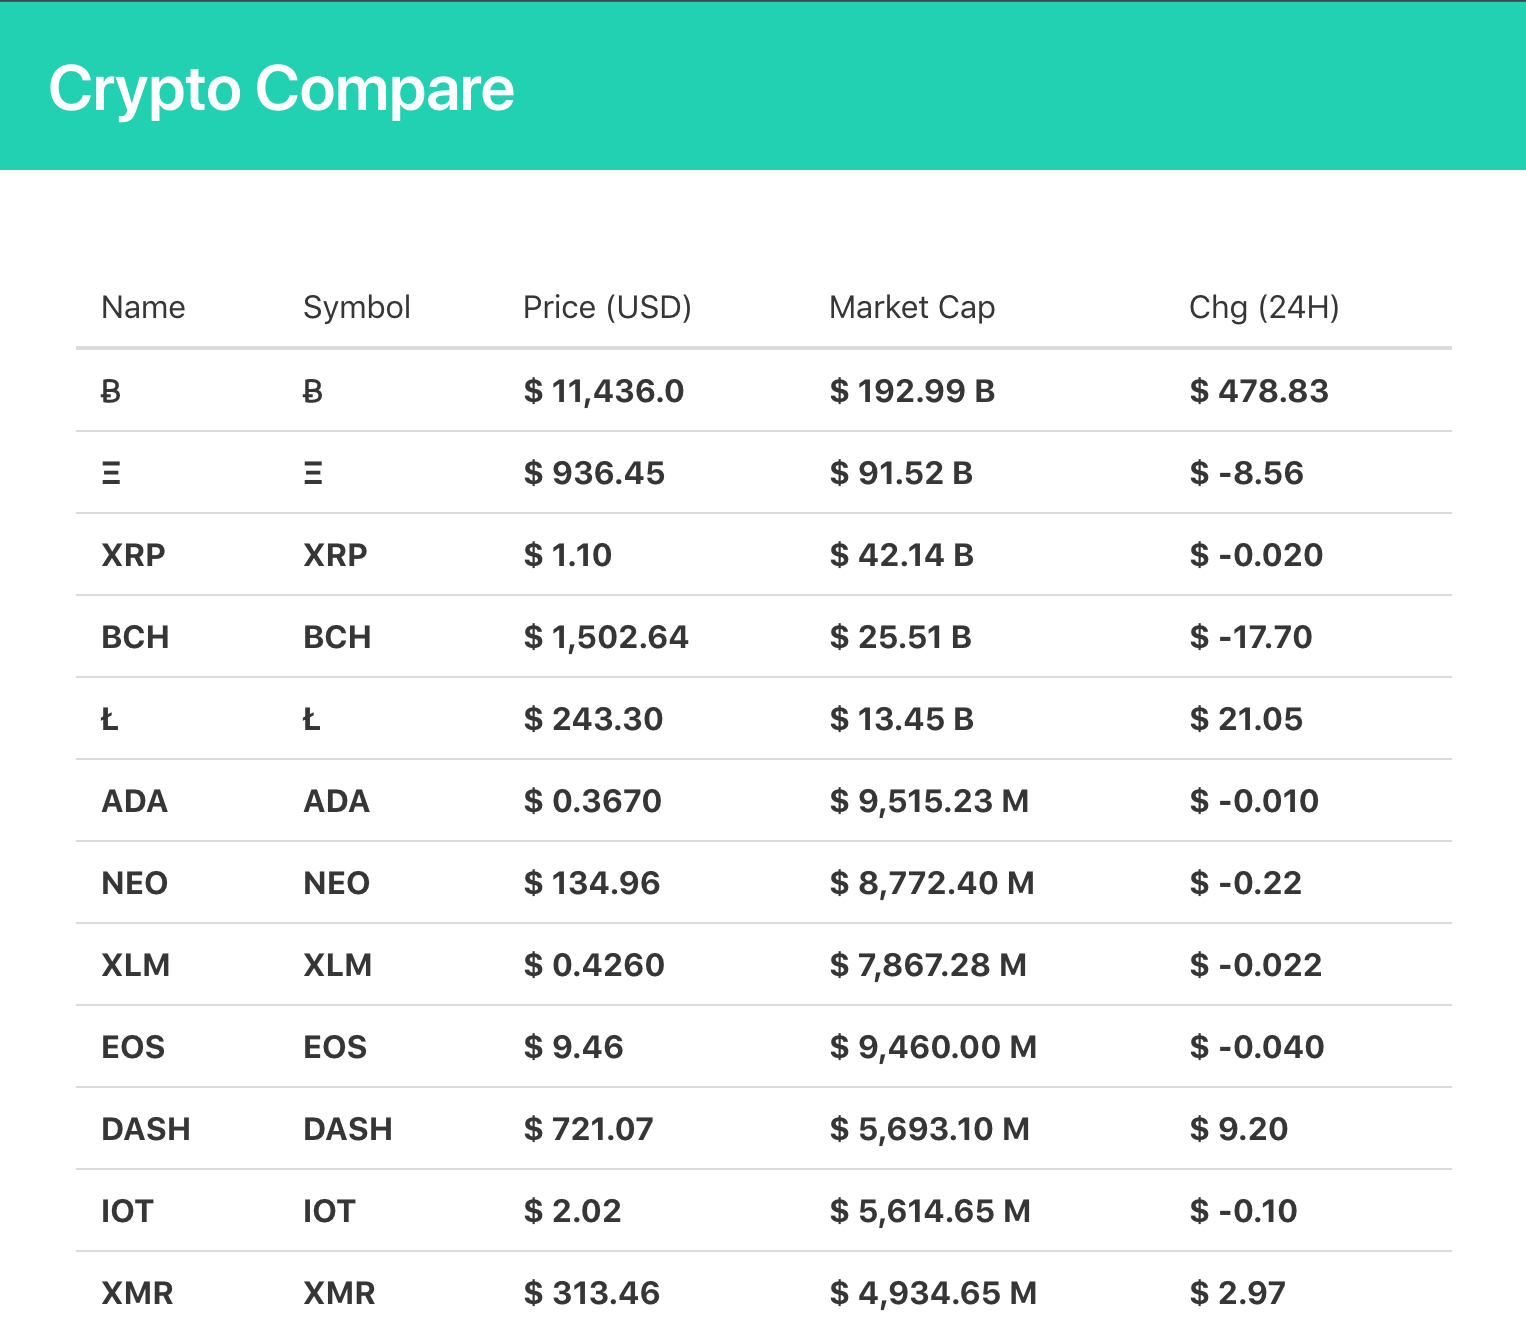 Crypto Compare
Name Symbol Price (USD) Market Cap Chg (24H)
Ƀ Ƀ $ 11,436.0 $ 192.99 B $ 478.83
Ξ Ξ $ 936.45 $ 91.52 B $ -8.56
XRP XRP $ 1.10 $ 42.14 B $ -0.020
BCH BCH $ 1,502.64 $ 25.51 B $ -17.70
Ł Ł $ 243.30 $ 13.45 B $ 21.05
ADA ADA $ 0.3670 $ 9,515.23 M $ -0.010
NEO NEO $ 134.96 $ 8,772.40 M $ -0.22
XLM XLM $ 0.4260 $ 7,867.28 M $ -0.022
EOS EOS $ 9.46 $ 9,460.00 M $ -0.040
DASH DASH $ 721.07 $ 5,693.10 M $ 9.20
IOT IOT $ 2.02 $ 5,614.65 M $ -0.10
XMR XMR $ 313.46 $ 4,934.65 M $ 2.97